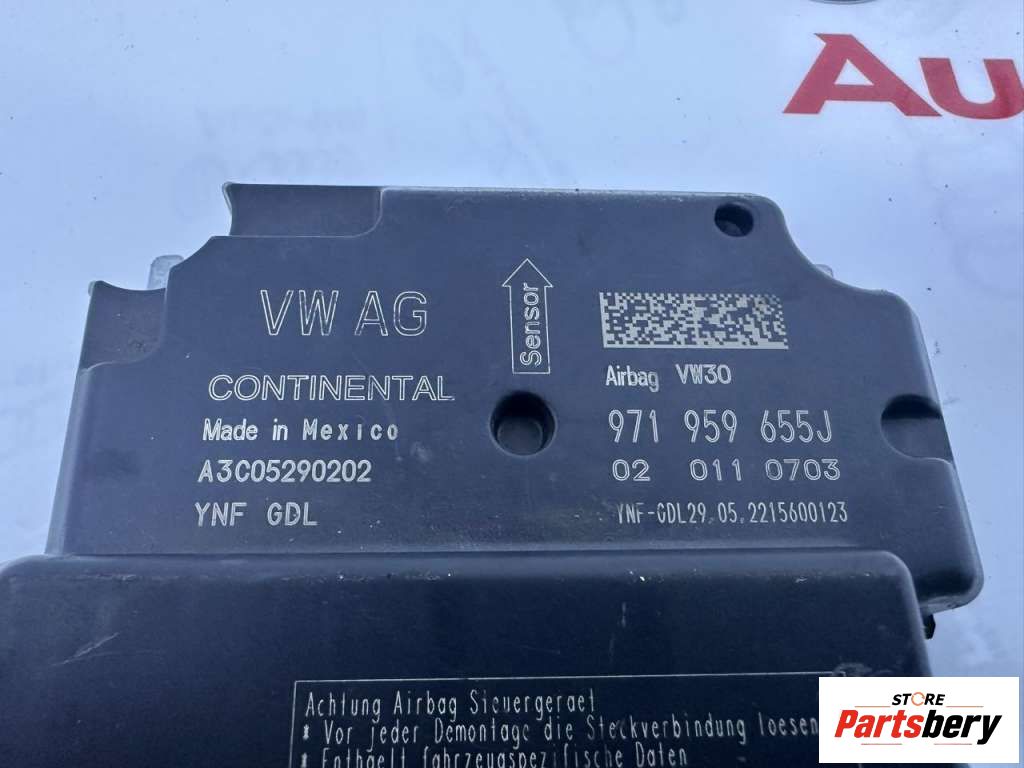 Au
VW AG
Sensor
CONTINENTAL
Airbag VW30
Made in Mexico
971 959 655J
A3C05290202
02 011 0703
YNF GDL
YNF-GDL29.05.2215600123
Achtung Airbag Steuergeraet
* Vor jeder Demontage die Steckverbindung loesen
* Enthaelt fahrzeugspezifische Daten
STORE
Partsbery